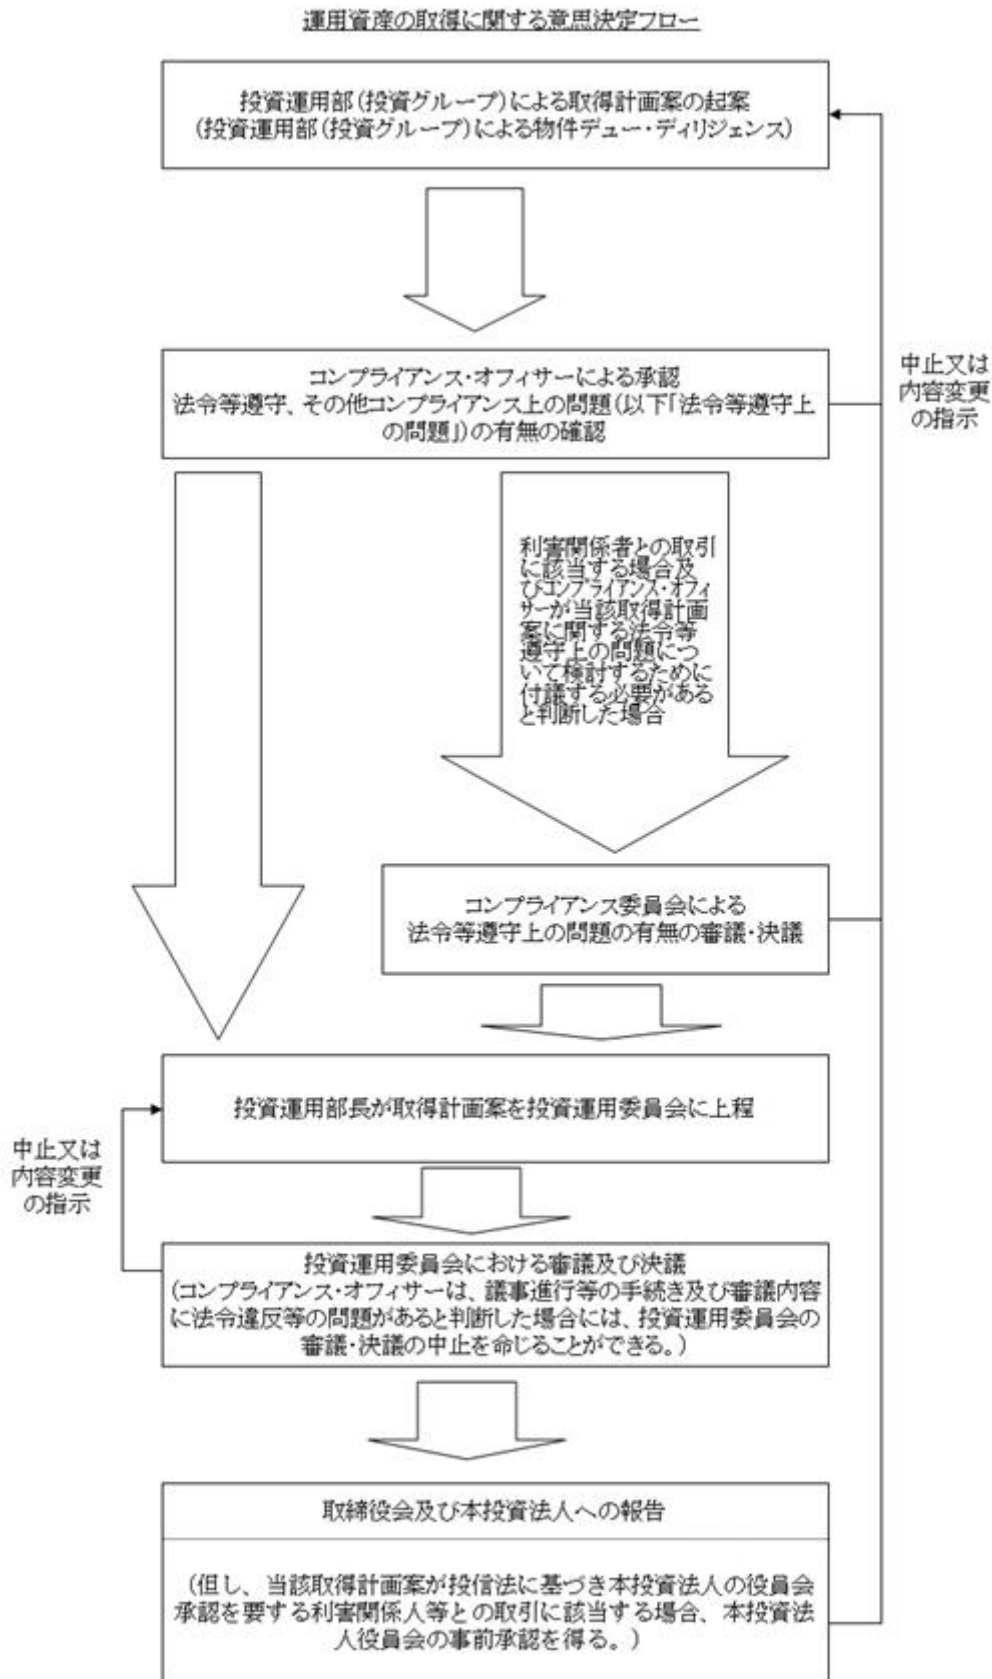 運用資産の取得に関する意思決定フロー
投資運用部(投資グループ)による取得計画案の起案
(投資運用部(投資グループ)による物件デュー・ディリジェンス)
中止又は
内容変更
の指示
コンプライアンス・オフィサーによる承認
法令等遵守、その他コンプライアンス上の問題(以下「法令等遵守上
の問題」)の有無の確認
利害関係者との取引
に該当する場合及
びコンプライアンス・オフィ
サーが当該取得計画
案に関する法令等
遵守上の問題につ
いて検討するために
付議する必要がある
と判断した場合
コンプライアンス委員会による
法令等遵守上の問題の有無の審議・決議
投資運用部長が取得計画案を投資運用委員会に上程
中止又は
内容変更
の指示
投資運用委員会における審議及び決議
(コンプライアンス・オフィサーは、議事進行等の手続き及び審議内容
に法令違反等の問題があると判断した場合には、投資運用委員会の
審議・決議の中止を命じることができる。)
取締役会及び本投資法人への報告
(但し、当該取得計画案が投信法に基づき本投資法人の役員会
承認を要する利害関係人等との取引に該当する場合、本投資法
人役員会の事前承認を得る。)